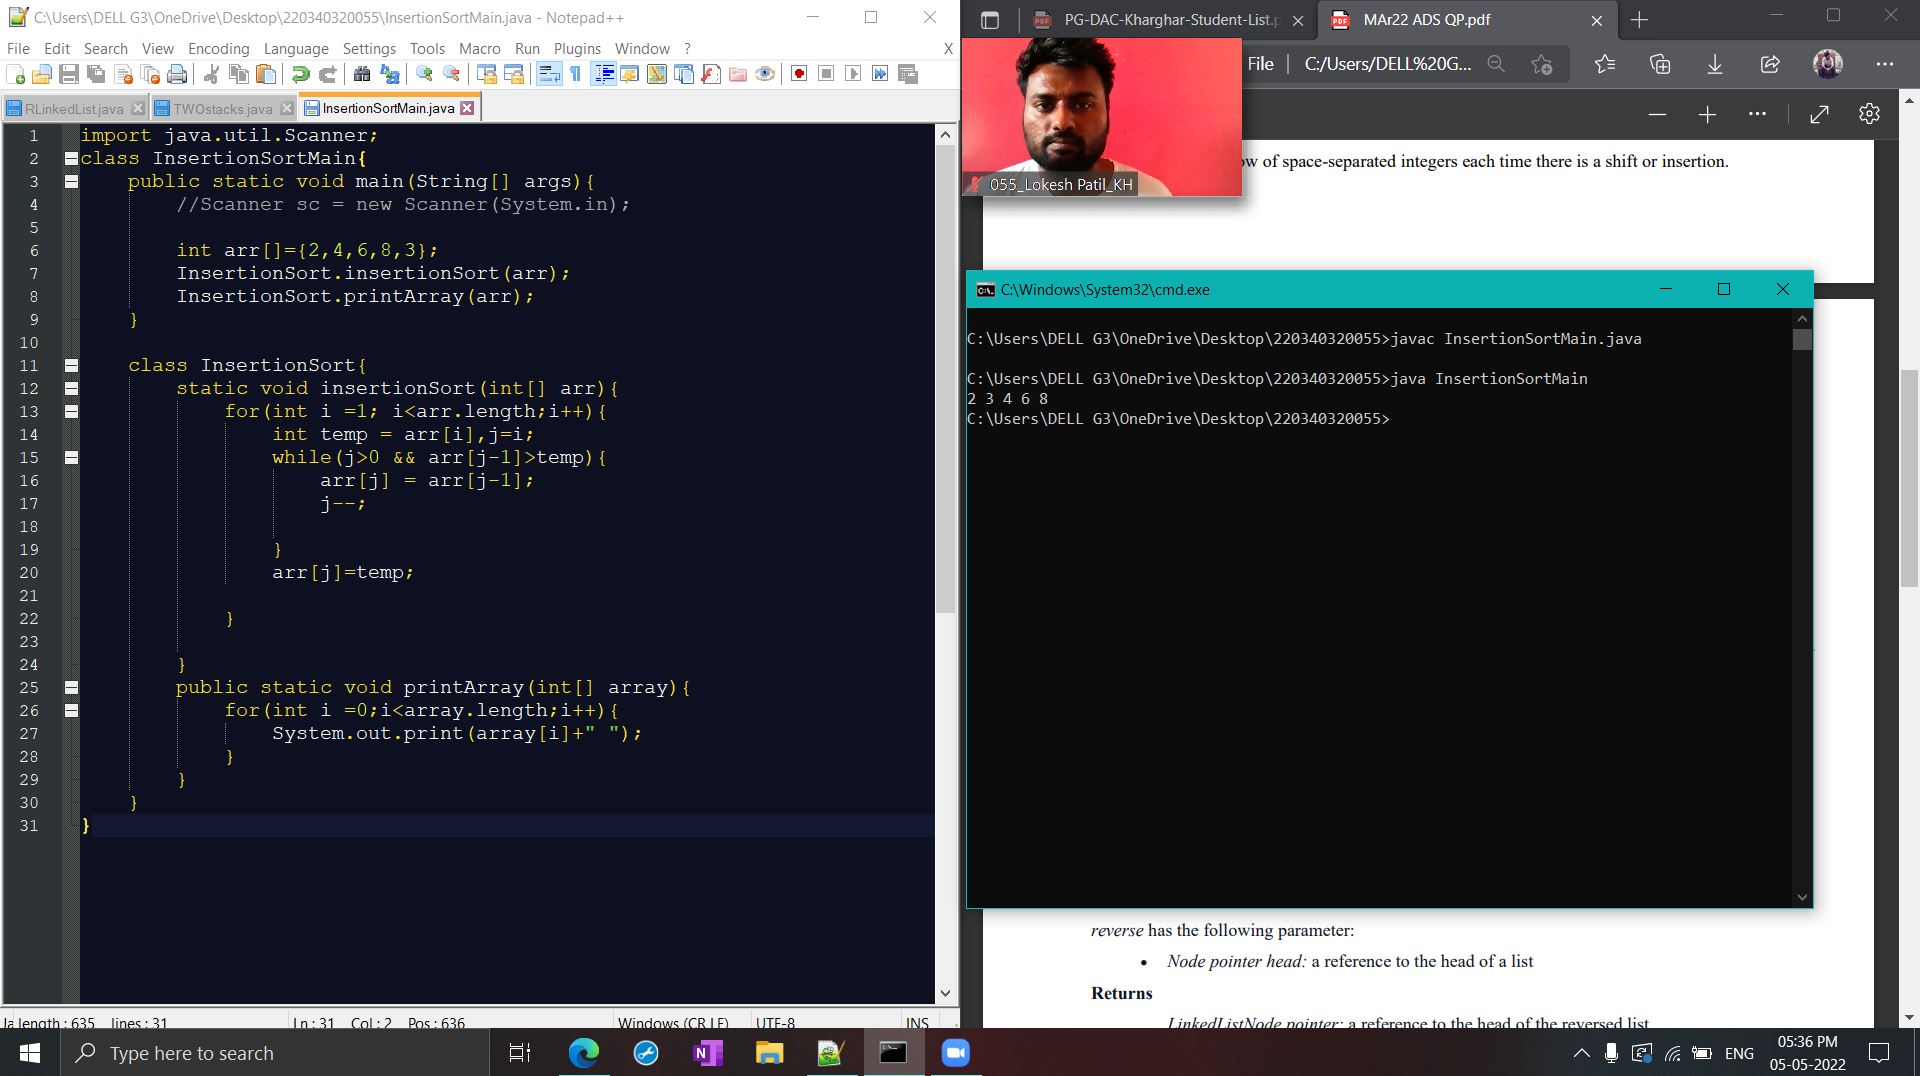 C:\Users\DELL G3\OneDrive\Desktop\220340320055\InsertionSortMain.java - Notepad++
File Edit Search View Encoding Language Settings Tools Macro Run Plugins Window ? X
RLinkedList.java TWOstacks.java InsertionSortMain.java
1 import java.util.Scanner;
2 class InsertionSortMain{
3 public static void main(String[] args){
4 //Scanner sc = new Scanner(System.in);
5
6 int arr[]={2,4,6,8,3};
7 InsertionSort.insertionSort(arr);
8 InsertionSort.printArray(arr);
9 }
10
11 class InsertionSort{
12 static void insertionSort(int[] arr){
13 for(int i =1; i<arr.length;i++){
14 int temp = arr[i],j=i;
15 while(j>0 && arr[j-1]>temp){
16 arr[j] = arr[j-1];
17 j--;
18
19 }
20 arr[j]=temp;
21
22 }
23
24 }
25 public static void printArray(int[] array){
26 for(int i =0;i<array.length;i++){
27 System.out.print(array[i]+" ");
28 }
29 }
30 }
31 }
Ja length : 635 lines : 31 Ln : 31 Col : 2 Pos : 636 Windows (CR LF) UTF-8 INS
PG-DAC-Kharghar-Student-List.p MAr22 ADS QP.pdf
File C:/Users/DELL%20G...
055_Lokesh Patil_KH
of space-separated integers each time there is a shift or insertion.
C:\Windows\System32\cmd.exe
C:\Users\DELL G3\OneDrive\Desktop\220340320055>javac InsertionSortMain.java
C:\Users\DELL G3\OneDrive\Desktop\220340320055>java InsertionSortMain
2 3 4 6 8
C:\Users\DELL G3\OneDrive\Desktop\220340320055>
reverse has the following parameter:
• Node pointer head: a reference to the head of a list
Returns
LinkedListNode pointer: a reference to the head of the reversed list
Type here to search
ENG
05:36 PM
05-05-2022